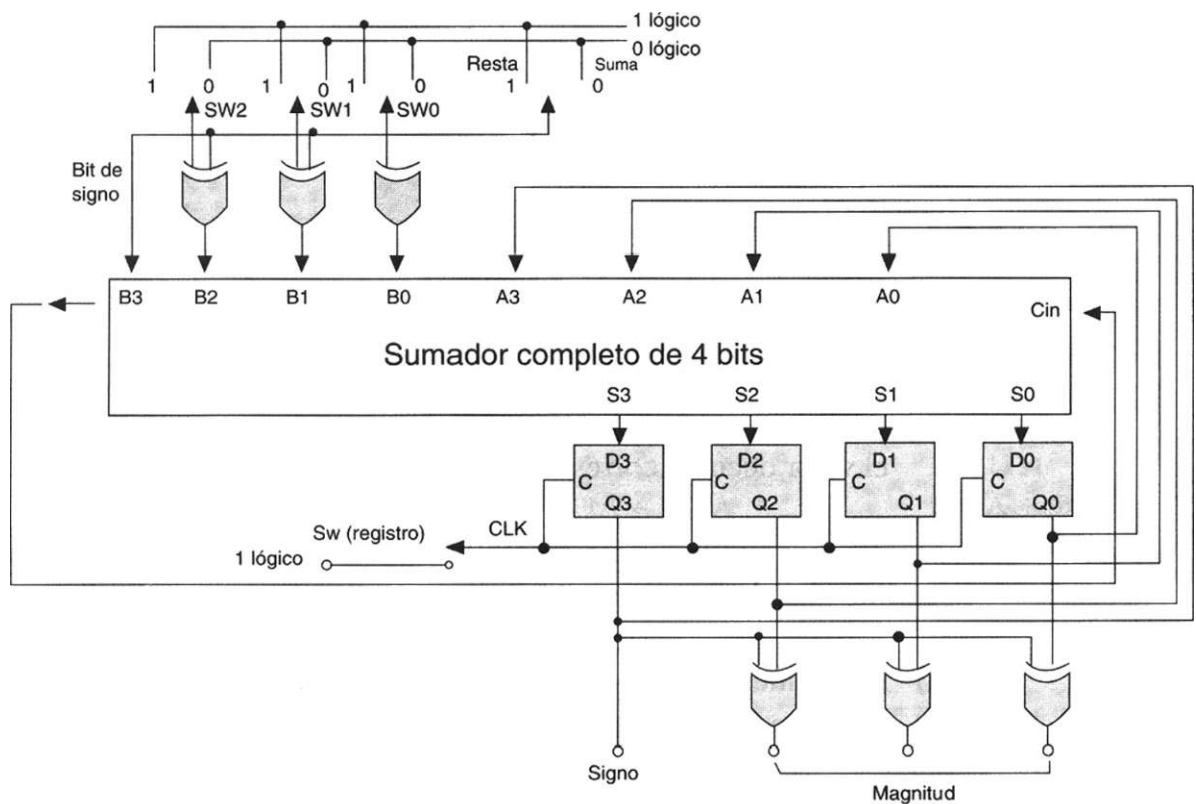 1 lógico
0 lógico
Resta
Suma
1
0
1
0
1
0
1
0
SW2
SW1
SW0
Bit de
signo
B3
B2
B1
B0
A3
A2
A1
A0
Cin
Sumador completo de 4 bits
S3
S2
S1
S0
D3
D2
D1
D0
C
C
C
C
Q3
Q2
Q1
Q0
Sw (registro)
CLK
1 lógico
Signo
Magnitud